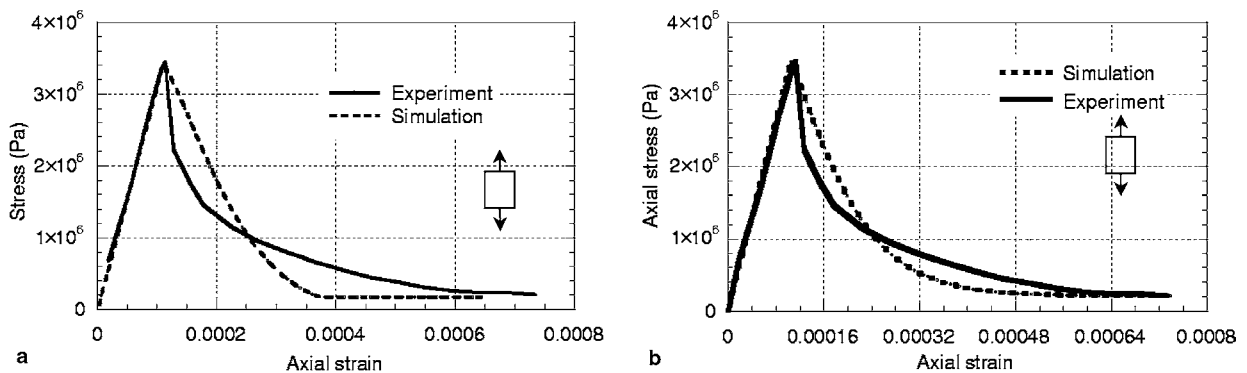 4×10⁶
3×10⁶
2×10⁶
1×10⁶
0
Stress (Pa)
Experiment
Simulation
0 0.0002 0.0004 0.0006 0.0008
Axial strain
a
4×10⁶
3×10⁶
2×10⁶
1×10⁶
0
Axial stress (Pa)
Simulation
Experiment
0 0.00016 0.00032 0.00048 0.00064 0.0008
Axial strain
b